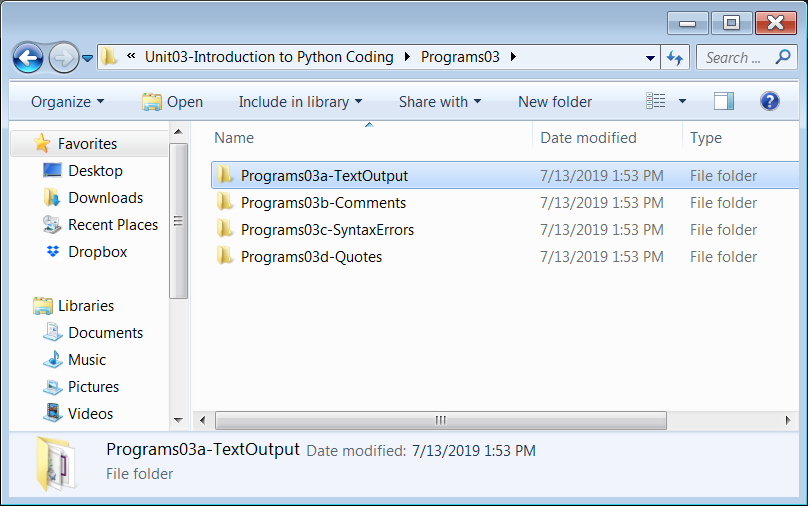 « Unit03-Introduction to Python Coding ▸ Programs03 ▸ Search ...
Organize Open Include in library Share with New folder
Favorites
Desktop
Downloads
Recent Places
Dropbox
Libraries
Documents
Music
Pictures
Videos
Name Date modified Type
Programs03a-TextOutput 7/13/2019 1:53 PM File folder
Programs03b-Comments 7/13/2019 1:53 PM File folder
Programs03c-SyntaxErrors 7/13/2019 1:53 PM File folder
Programs03d-Quotes 7/13/2019 1:53 PM File folder
Programs03a-TextOutput Date modified: 7/13/2019 1:53 PM
File folder